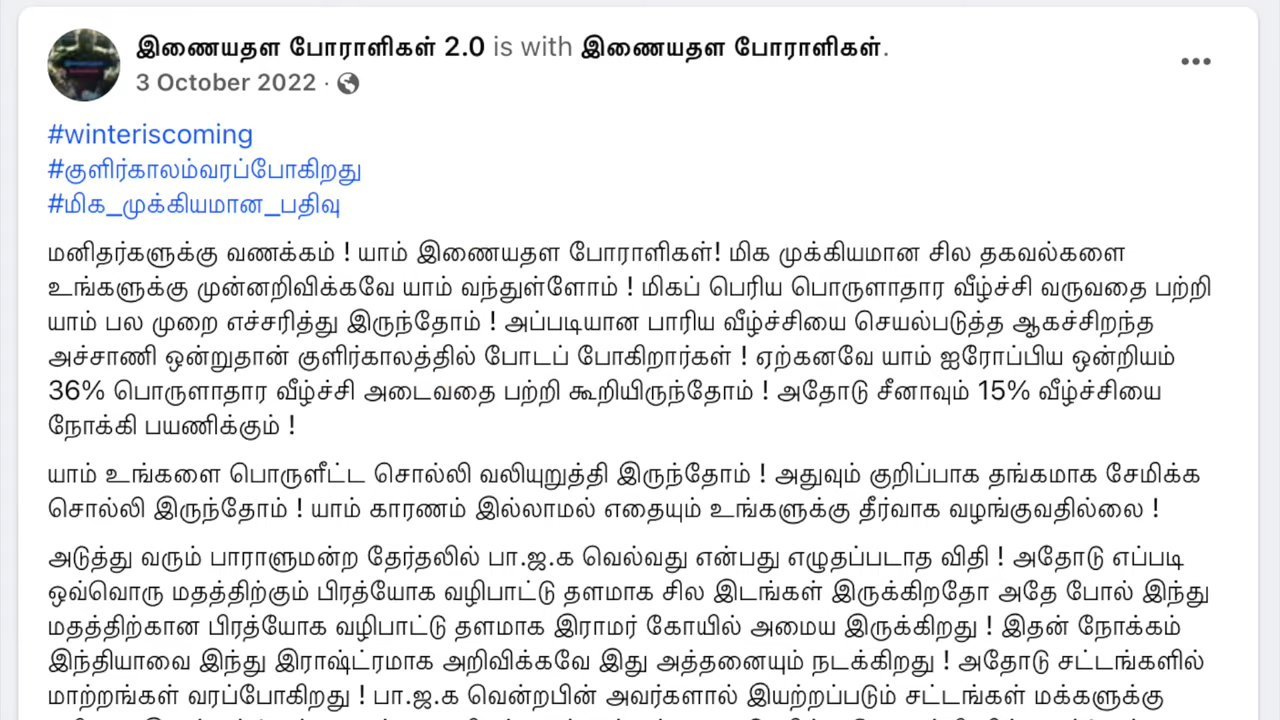 இணையதள போராளிகள் 2.0 is with இணையதள போராளிகள்.
3 October 2022 ·
#winteriscoming
#குளிர்காலம்வரப்போகிறது
#மிக_முக்கியமான_பதிவு
மனிதர்களுக்கு வணக்கம் ! யாம் இணையதள போராளிகள்! மிக முக்கியமான சில தகவல்களை
உங்களுக்கு முன்னறிவிக்கவே யாம் வந்துள்ளோம் ! மிகப் பெரிய பொருளாதார வீழ்ச்சி வருவதை பற்றி
யாம் பல முறை எச்சரித்து இருந்தோம் ! அப்படியான பாரிய வீழ்ச்சியை செயல்படுத்த ஆகச்சிறந்த
அச்சாணி ஒன்றுதான் குளிர்காலத்தில் போடப் போகிறார்கள் ! ஏற்கனவே யாம் ஐரோப்பிய ஒன்றியம்
36% பொருளாதார வீழ்ச்சி அடைவதை பற்றி கூறியிருந்தோம் ! அதோடு சீனாவும் 15% வீழ்ச்சியை
நோக்கி பயணிக்கும் !
யாம் உங்களை பொருளீட்ட சொல்லி வலியுறுத்தி இருந்தோம் ! அதுவும் குறிப்பாக தங்கமாக சேமிக்க
சொல்லி இருந்தோம் ! யாம் காரணம் இல்லாமல் எதையும் உங்களுக்கு தீர்வாக வழங்குவதில்லை !
அடுத்து வரும் பாராளுமன்ற தேர்தலில் பா.ஜ.க வெல்வது என்பது எழுதப்படாத விதி ! அதோடு எப்படி
ஒவ்வொரு மதத்திற்கும் பிரத்யோக வழிபாட்டு தளமாக சில இடங்கள் இருக்கிறதோ அதே போல் இந்து
மதத்திற்கான பிரத்யோக வழிபாட்டு தளமாக இராமர் கோயில் அமைய இருக்கிறது ! இதன் நோக்கம்
இந்தியாவை இந்து இராஷ்ட்ரமாக அறிவிக்கவே இது அத்தனையும் நடக்கிறது ! அதோடு சட்டங்களில்
மாற்றங்கள் வரப்போகிறது ! பா.ஜ.க வென்றபின் அவர்களால் இயற்றப்படும் சட்டங்கள் மக்களுக்கு